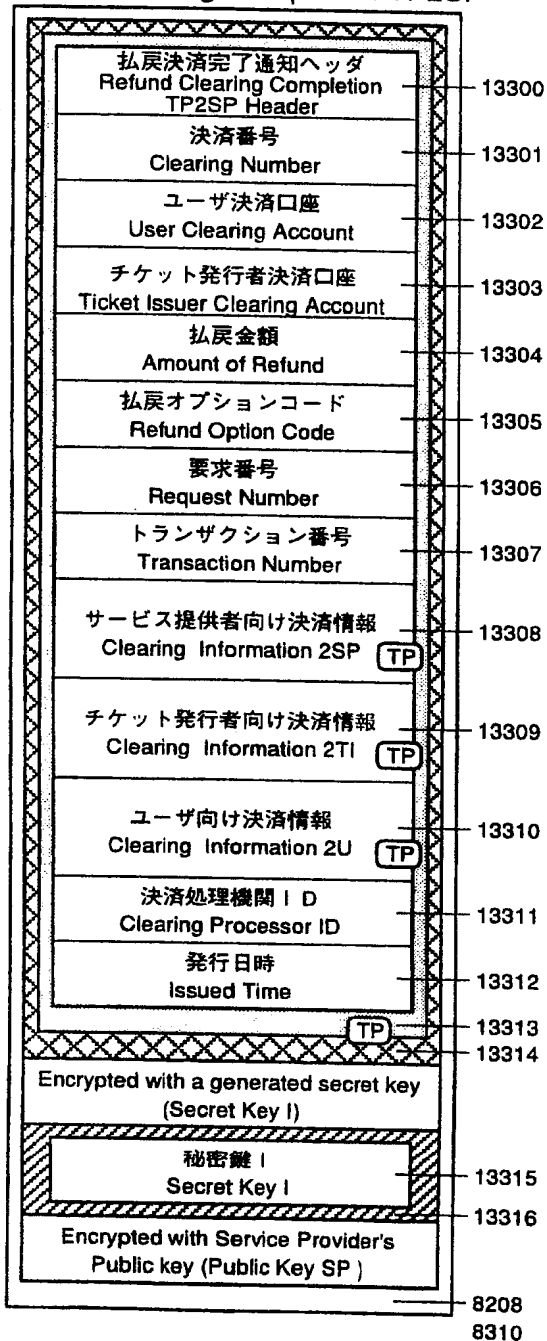 払戻決済完了通知ヘッダ
Refund Clearing Completion
TP2SP Header
13300
決済番号
Clearing Number
13301
ユーザ決済口座
User Clearing Account
13302
チケット発行者決済口座
Ticket Issuer Clearing Account
13303
払戻金額
Amount of Refund
13304
払戻オプションコード
Refund Option Code
13305
要求番号
Request Number
13306
トランザクション番号
Transaction Number
13307
サービス提供者向け決済情報
Clearing Information 2SP
TP
13308
チケット発行者向け決済情報
Clearing Information 2TI
TP
13309
ユーザ向け決済情報
Clearing Information 2U
TP
13310
決済処理機関ID
Clearing Processor ID
13311
発行日時
Issued Time
13312
TP
13313
13314
Encrypted with a generated secret key
(Secret Key I)
秘密鍵 I
Secret Key I
13315
13316
Encrypted with Service Provider's
Public key (Public Key SP )
8208
8310